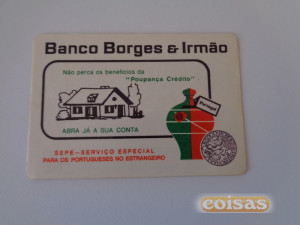 Banco Borges & Irmão
Não perca os benefícios da
"Poupança Crédito"
Portugal
ABRA JÁ A SUA CONTA
SEPE-SERVIÇO ESPECIAL
PARA OS PORTUGUESES NO ESTRANGEIRO
coisas